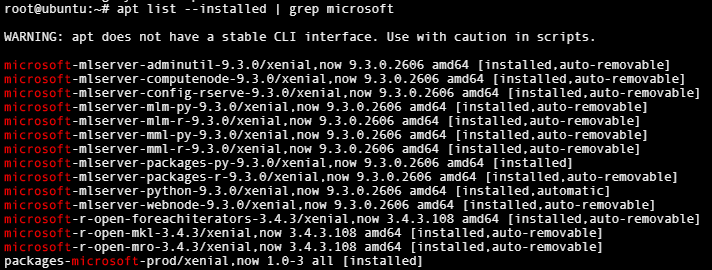 root@ubuntu:~# apt list --installed | grep microsoft
WARNING: apt does not have a stable CLI interface. Use with caution in scripts.
microsoft-mlserver-adminutil-9.3.0/xenial,now 9.3.0.2606 amd64 [installed,auto-removable]
microsoft-mlserver-computenode-9.3.0/xenial,now 9.3.0.2606 amd64 [installed,auto-removable]
microsoft-mlserver-config-rserve-9.3.0/xenial,now 9.3.0.2606 amd64 [installed,auto-removable]
microsoft-mlserver-mlm-py-9.3.0/xenial,now 9.3.0.2606 amd64 [installed,auto-removable]
microsoft-mlserver-mlm-r-9.3.0/xenial,now 9.3.0.2606 amd64 [installed,auto-removable]
microsoft-mlserver-mml-py-9.3.0/xenial,now 9.3.0.2606 amd64 [installed,auto-removable]
microsoft-mlserver-mml-r-9.3.0/xenial,now 9.3.0.2606 amd64 [installed,auto-removable]
microsoft-mlserver-packages-py-9.3.0/xenial,now 9.3.0.2606 amd64 [installed]
microsoft-mlserver-packages-r-9.3.0/xenial,now 9.3.0.2606 amd64 [installed,auto-removable]
microsoft-mlserver-python-9.3.0/xenial,now 9.3.0.2606 amd64 [installed,automatic]
microsoft-mlserver-webnode-9.3.0/xenial,now 9.3.0.2606 amd64 [installed,auto-removable]
microsoft-r-open-foreachiterators-3.4.3/xenial,now 3.4.3.108 amd64 [installed,auto-removable]
microsoft-r-open-mkl-3.4.3/xenial,now 3.4.3.108 amd64 [installed,auto-removable]
microsoft-r-open-mro-3.4.3/xenial,now 3.4.3.108 amd64 [installed,auto-removable]
packages-microsoft-prod/xenial,now 1.0-3 all [installed]